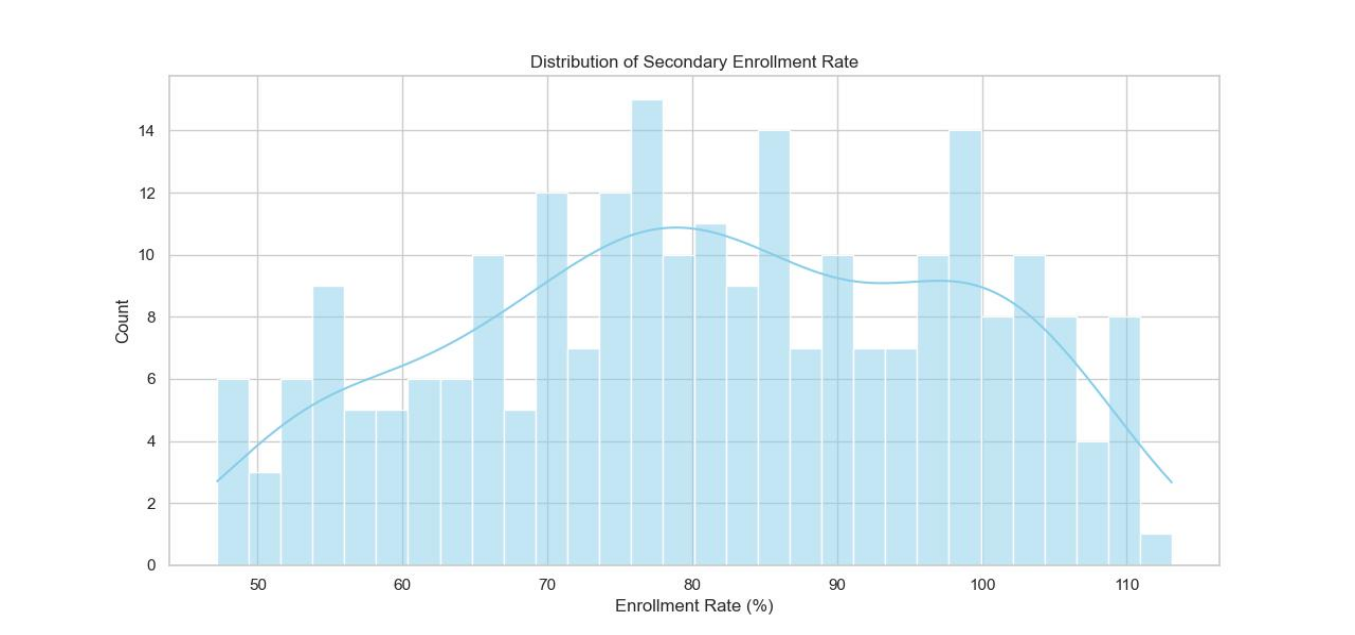 Distribution of Secondary Enrollment Rate
14
12
10
8
6
4
2
0
Count
50 60 70 80 90 100 110
Enrollment Rate (%)